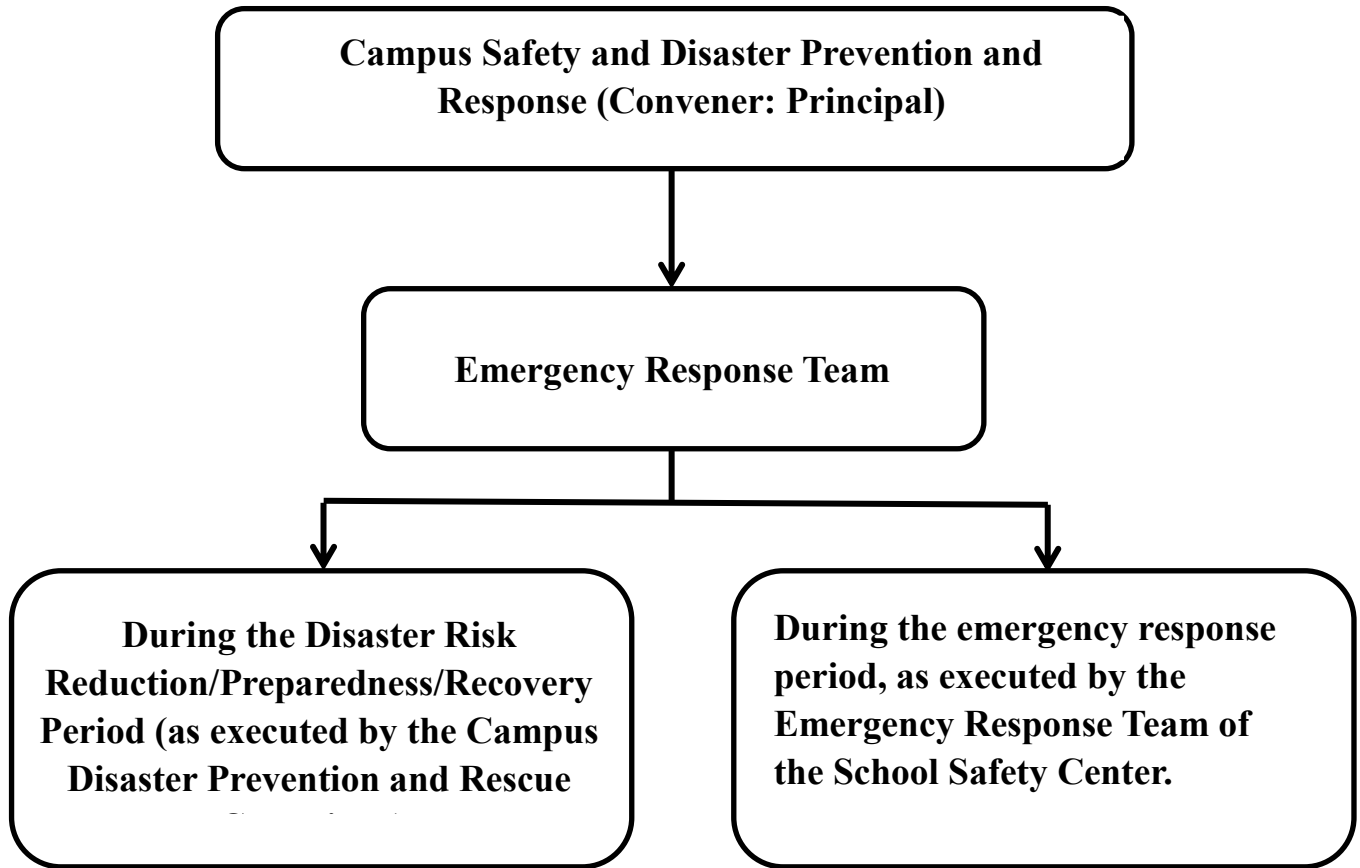 Campus Safety and Disaster Prevention and
Response (Convener: Principal)
Emergency Response Team
During the Disaster Risk
Reduction/Preparedness/Recovery
Period (as executed by the Campus
Disaster Prevention and Rescue
During the emergency response
period, as executed by the
Emergency Response Team of
the School Safety Center.